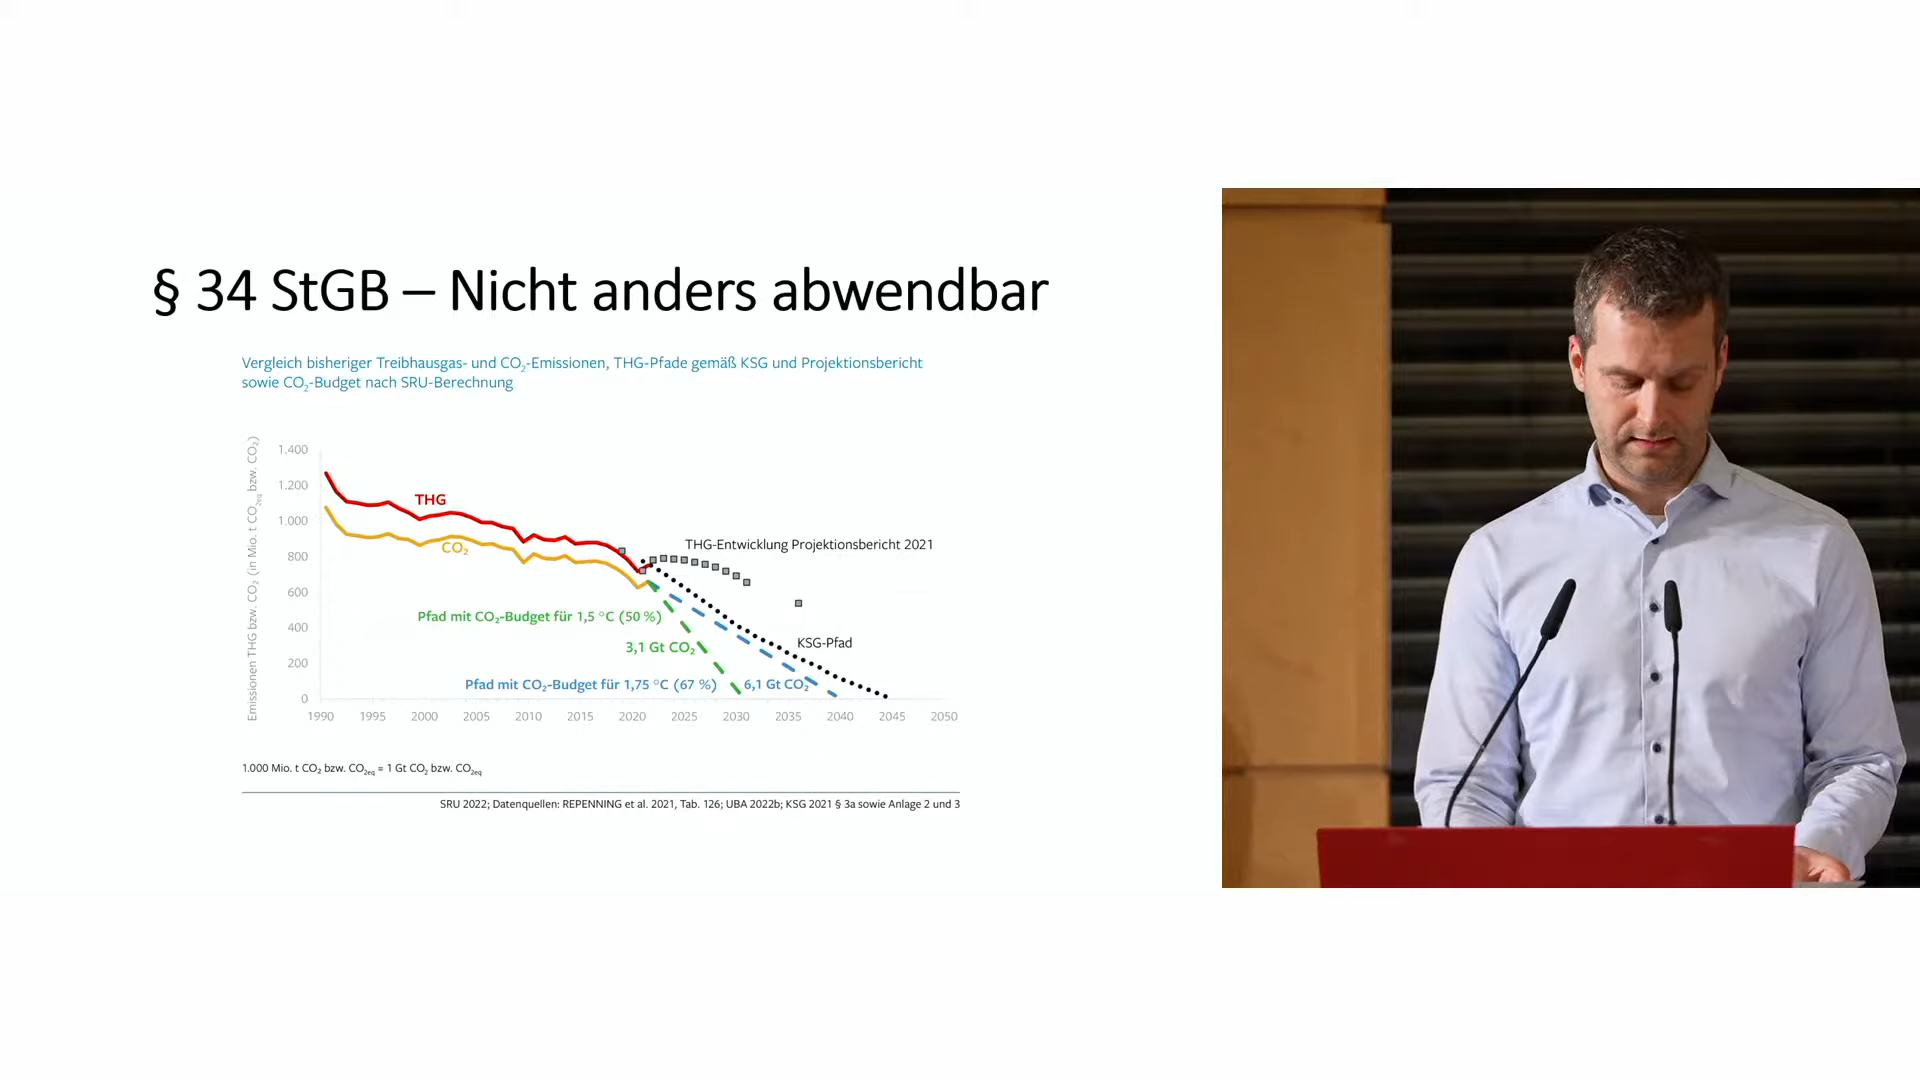 § 34 StGB – Nicht anders abwendbar
Vergleich bisheriger Treibhausgas- und CO₂-Emissionen, THG-Pfade gemäß KSG und Projektionsbericht
sowie CO₂-Budget nach SRU-Berechnung
Emissionen THG bzw. CO₂ (in Mio. t CO₂eq bzw. CO₂)
1.400
1.200
1.000
800
600
400
200
0
THG
CO₂
THG-Entwicklung Projektionsbericht 2021
Pfad mit CO₂-Budget für 1,5 °C (50 %)
3,1 Gt CO₂
KSG-Pfad
Pfad mit CO₂-Budget für 1,75 °C (67 %)
6,1 Gt CO₂
1990 1995 2000 2005 2010 2015 2020 2025 2030 2035 2040 2045 2050
1.000 Mio. t CO₂ bzw. CO₂eq = 1 Gt CO₂ bzw. CO₂eq
SRU 2022; Datenquellen: REPENNING et al. 2021, Tab. 126; UBA 2022b; KSG 2021 § 3a sowie Anlage 2 und 3